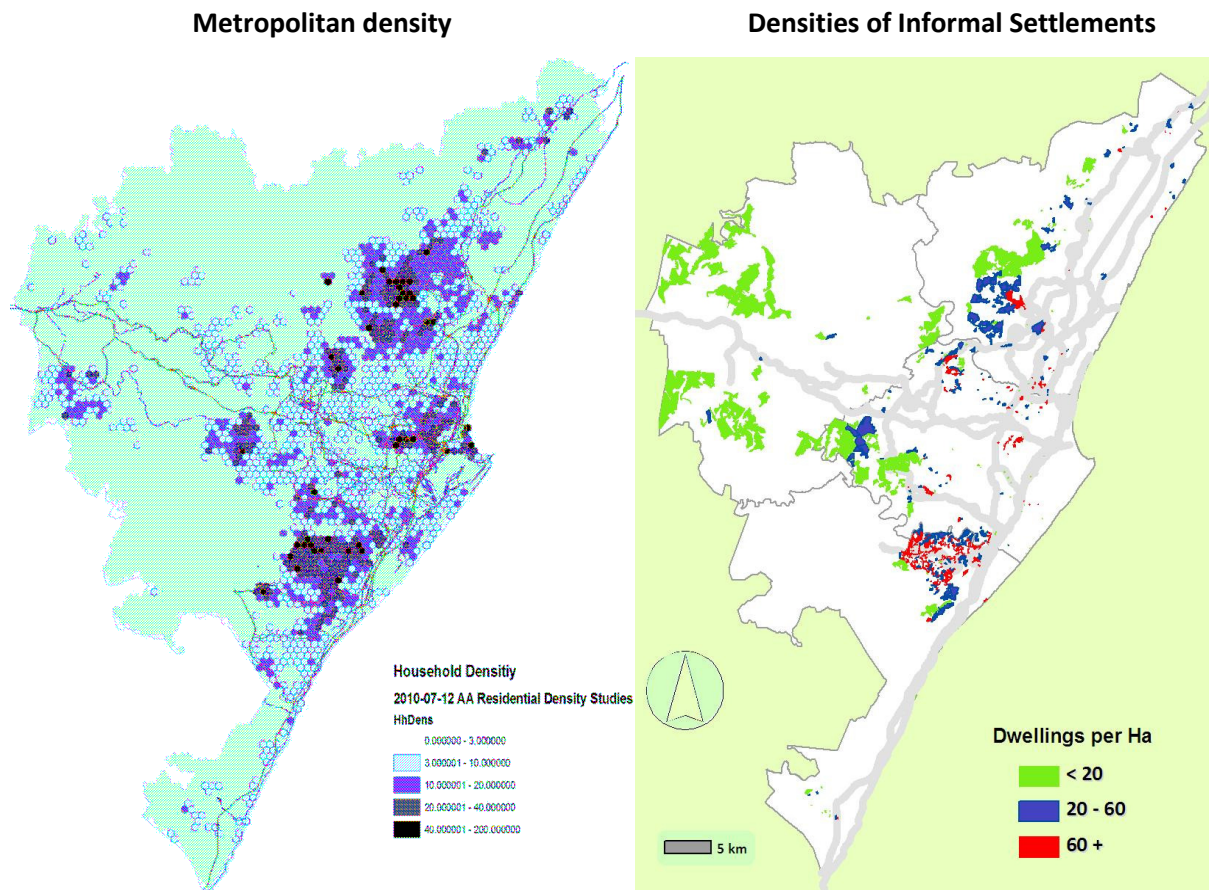 Metropolitan density
Densities of Informal Settlements
Household Densitiy
2010-07-12 AA Residential Density Studies
HhDens
0.000000 - 3.000000
3.000001 - 10.000000
10.000001 - 20.000000
20.000001 - 40.000000
40.000001 - 200.000000
Dwellings per Ha
< 20
20 - 60
60 +
5 km